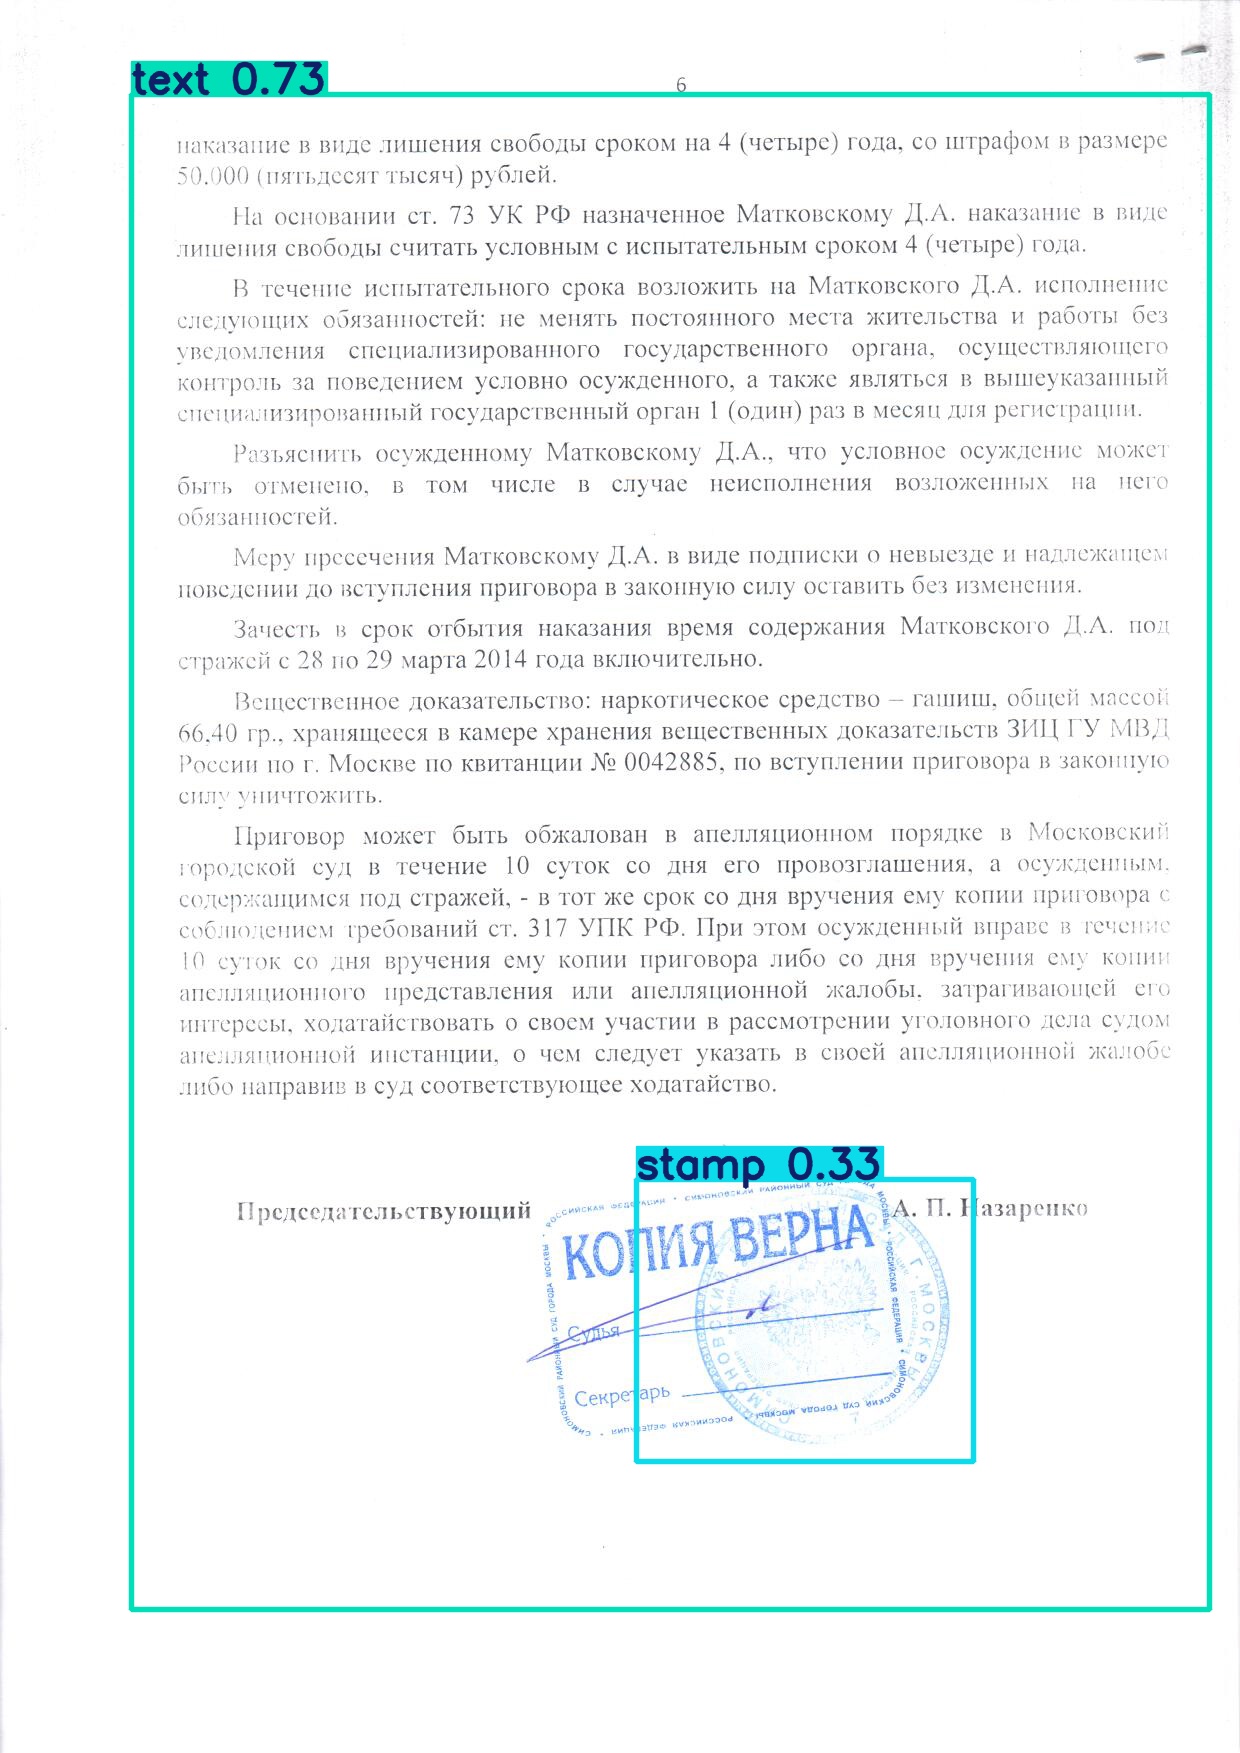 text 0.73
6
наказание в виде лишения свободы сроком на 4 (четыре) года, со штрафом в размере
50.000 (пятьдесят тысяч) рублей.
На основании ст. 73 УК РФ назначенное Матковскому Д.А. наказание в виде
лишения свободы считать условным с испытательным сроком 4 (четыре) года.
В течение испытательного срока возложить на Матковского Д.А. исполнение
следующих обязанностей: не менять постоянного места жительства и работы без
уведомления специализированного государственного органа, осуществляющего
контроль за поведением условно осужденного, а также являться в вышеуказанный
специализированный государственный орган 1 (один) раз в месяц для регистрации.
Разъяснить осужденному Матковскому Д.А., что условное осуждение может
быть отменено, в том числе в случае неисполнения возложенных на него
обязанностей.
Меру пресечения Матковскому Д.А. в виде подписки о невыезде и надлежащем
поведении до вступления приговора в законную силу оставить без изменения.
Зачесть в срок отбытия наказания время содержания Матковского Д.А. под
стражей с 28 по 29 марта 2014 года включительно.
Вещественное доказательство: наркотическое средство – гашиш, общей массой
66,40 гр., хранящееся в камере хранения вещественных доказательств ЗИЦ ГУ МВД
России по г. Москве по квитанции № 0042885, по вступлении приговора в законную
силу уничтожить.
Приговор может быть обжалован в апелляционном порядке в Московский
городской суд в течение 10 суток со дня его провозглашения, а осужденным,
содержащимся под стражей, - в тот же срок со дня вручения ему копии приговора с
соблюдением требований ст. 317 УПК РФ. При этом осужденный вправе в течение
10 суток со дня вручения ему копии приговора либо со дня вручения ему копии
апелляционного представления или апелляционной жалобы, затрагивающей его
интересы, ходатайствовать о своем участии в рассмотрении уголовного дела судом
апелляционной инстанции, о чем следует указать в своей апелляционной жалобе
либо направив в суд соответствующее ходатайство.
stamp 0.33
Председательствующий А. П. Назаренко
РОССИЙСКАЯ ФЕДЕРАЦИЯ • СИМОНОВСКИЙ РАЙОННЫЙ СУД ГОРОДА МОСКВЫ •
КОПИЯ ВЕРНА
Судья
Секретарь
СИМОНОВСКИЙ СУД Г. МОСКВЫ